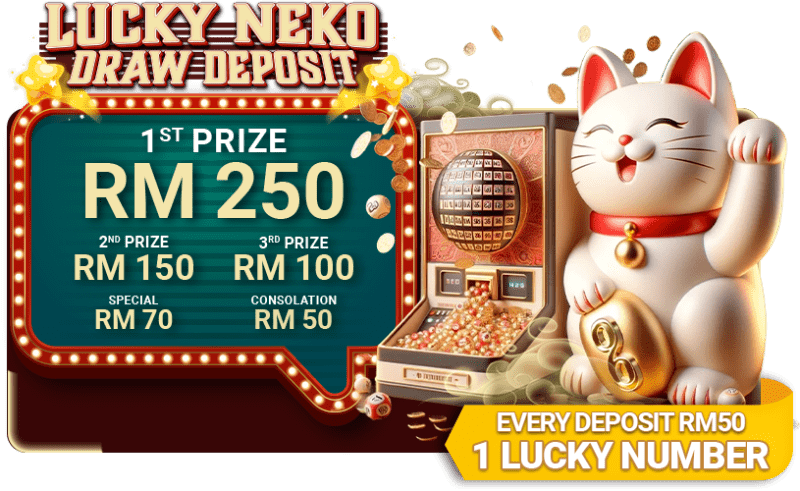 LUCKY NEKO
DRAW DEPOSIT
1ST PRIZE
RM 250
2ND PRIZE
3RD PRIZE
RM 150
RM 100
SPECIAL
CONSOLATION
RM 70
RM 50
EVERY DEPOSIT RM50
1 LUCKY NUMBER